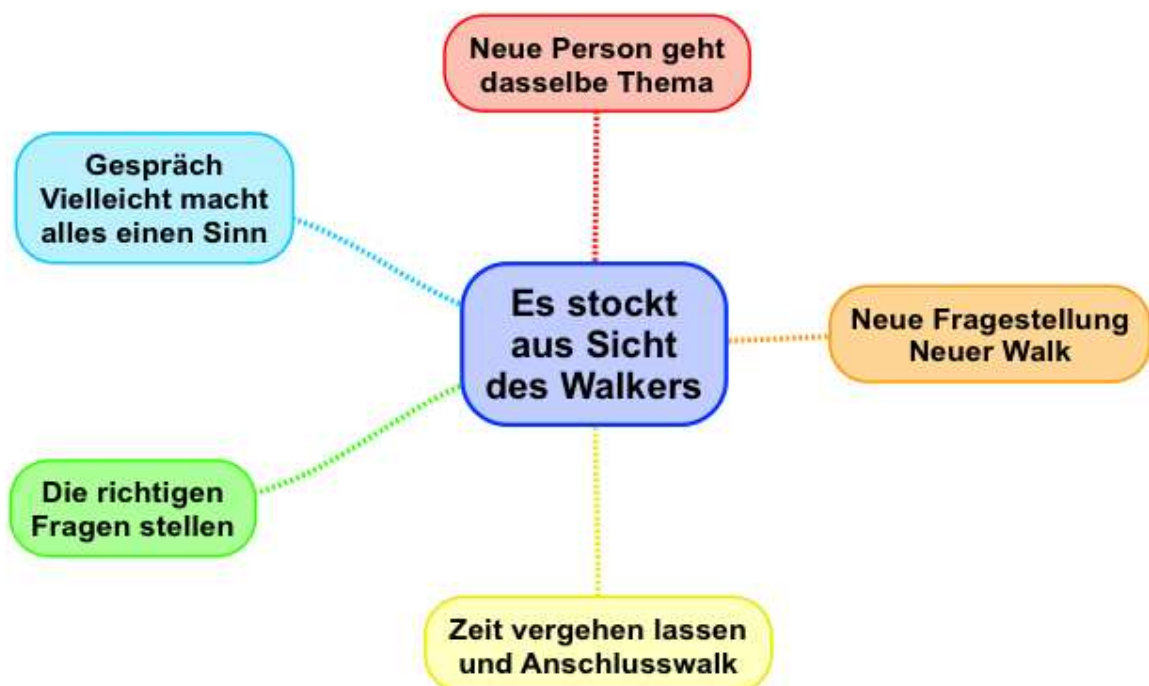 Neue Person geht
dasselbe Thema
Gespräch
Vielleicht macht
alles einen Sinn
Es stockt
aus Sicht
des Walkers
Neue Fragestellung
Neuer Walk
Die richtigen
Fragen stellen
Zeit vergehen lassen
und Anschlusswalk